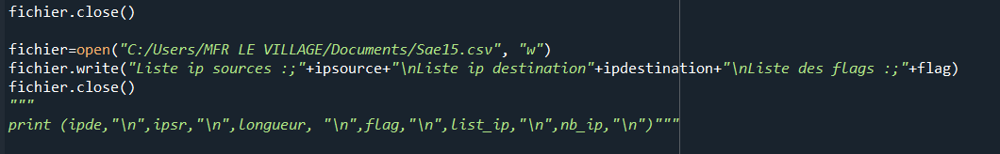 fichier.close()
fichier=open("C:/Users/MFR LE VILLAGE/Documents/Sae15.csv", "w")
fichier.write("Liste ip sources :;"+ipsource+"\nListe ip destination"+ipdestination+"\nListe des flags :;"+flag)
fichier.close()
"""
print (ipde,"\n",ipsr,"\n",longueur, "\n",flag,"\n",list_ip,"\n",nb_ip,"\n")"""